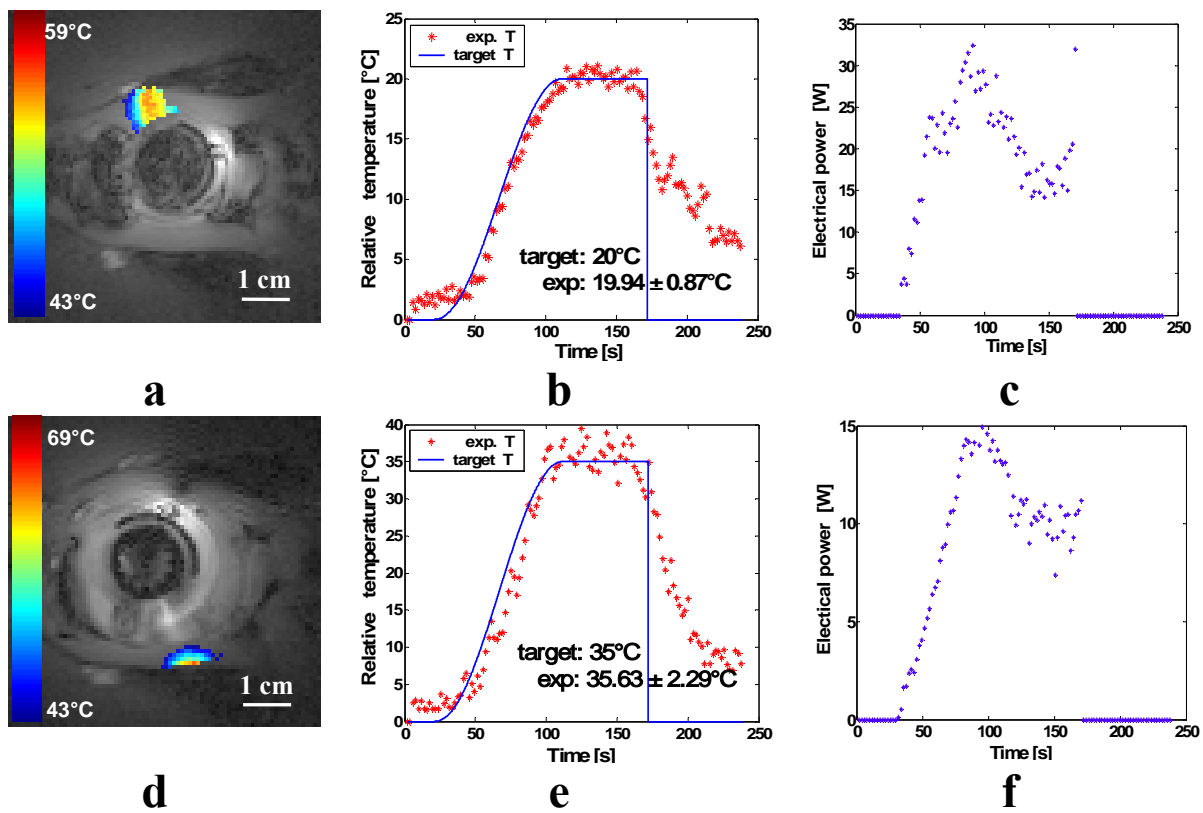 59°C
43°C
1 cm
a
Relative temperature [°C]
25
20
15
10
5
0
exp. T
target T
target: 20°C
exp: 19.94 ± 0.87°C
0 50 100 150 200 250
Time [s]
b
Electrical power [W]
35
30
25
20
15
10
5
0
0 50 100 150 200 250
Time [s]
c
69°C
43°C
1 cm
d
Relative temperature [°C]
40
35
30
25
20
15
10
5
0
exp. T
target T
target: 35°C
exp: 35.63 ± 2.29°C
0 50 100 150 200 250
Time [s]
e
Electical power [W]
15
10
5
0
0 50 100 150 200 250
Time [s]
f